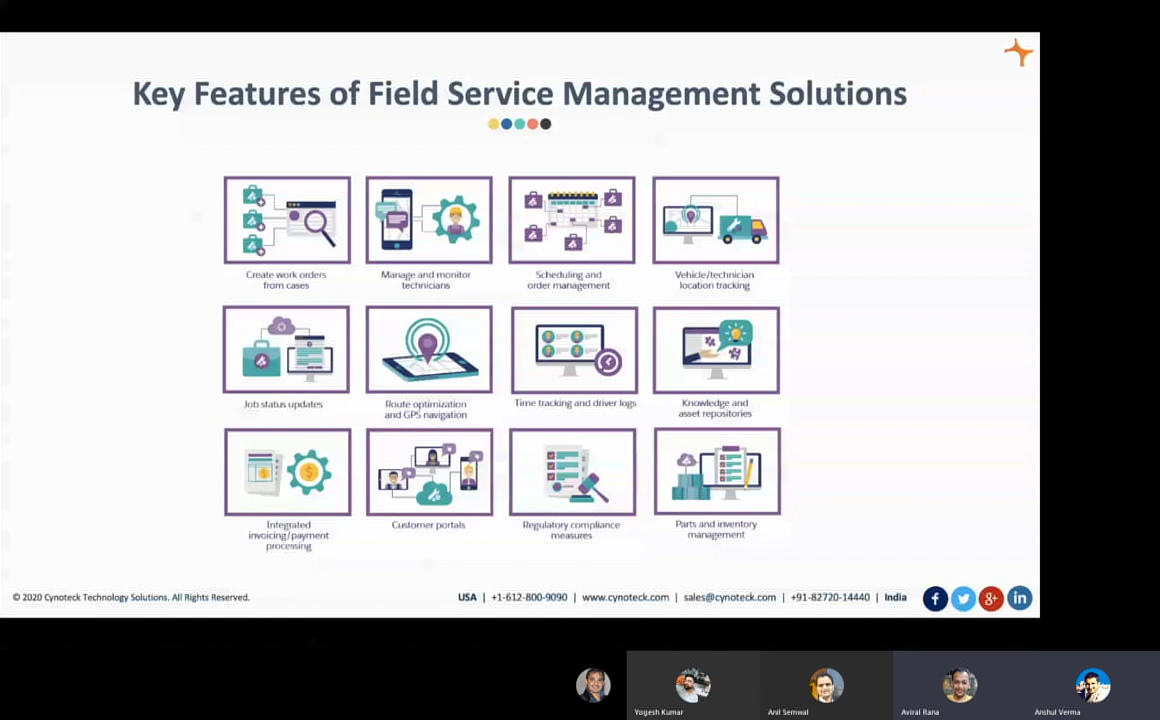 Key Features of Field Service Management Solutions
Create work orders
from cases
Manage and monitor
technicians
Scheduling and
order management
Vehicle/technician
location tracking
Job status updates
Route optimization
and GPS navigation
Time tracking and driver logs
Knowledge and
asset repositories
Integrated
invoicing/payment
processing
Customer portals
Regulatory compliance
measures
Parts and inventory
management
© 2020 Cynoteck Technology Solutions. All Rights Reserved.
USA | +1-612-800-9090 | www.cynoteck.com | sales@cynoteck.com | +91-82720-14440 | India
f
8+
in
Yogesh Kumar
Anil Semwal
Aviral Rana
Anshul Verma